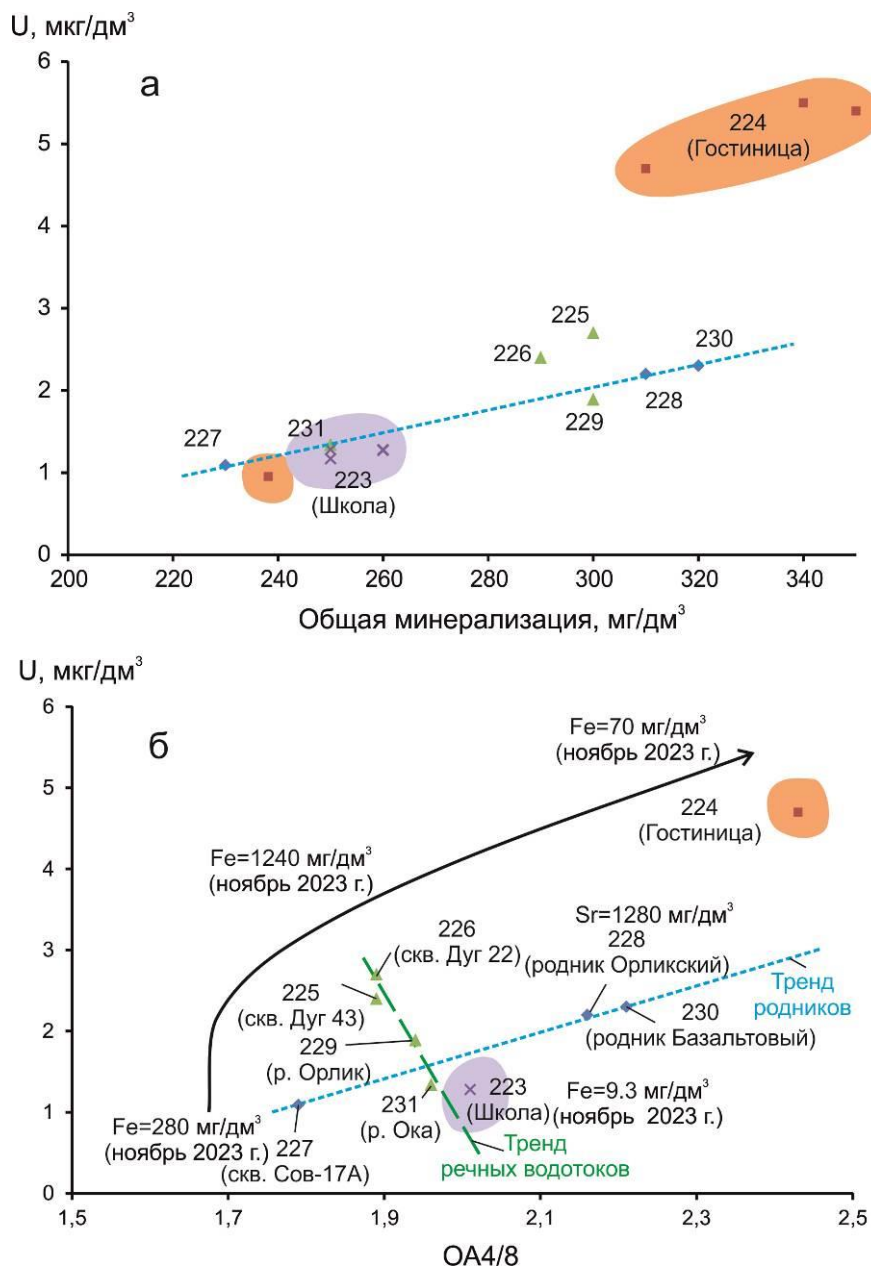 U, мкг/дм³
6
а
5
4
3
2
1
0
224
(Гостиница)
225
226
230
229
228
227
231
223
(Школа)
200
220
240
260
280
300
320
340
Общая минерализация, мг/дм³
U, мкг/дм³
6
б
5
4
3
2
1
0
Fe=70 мг/дм³
(ноябрь 2023 г.)
224
(Гостиница)
Fe=1240 мг/дм³
(ноябрь 2023 г.)
Sr=1280 мг/дм³
226
(скв. Дуг 22)
228
(родник Орликский)
225
(скв. Дуг 43)
Тренд
родников
230
(родник Базальтовый)
229
(р. Орлик)
223
(Школа)
Fe=9.3 мг/дм³
(ноябрь 2023 г.)
231
(р. Ока)
Fe=280 мг/дм³
(ноябрь 2023 г.)
227
(скв. Сов-17А)
Тренд
речных водотоков
1,5
1,7
1,9
2,1
2,3
2,5
ОА4/8